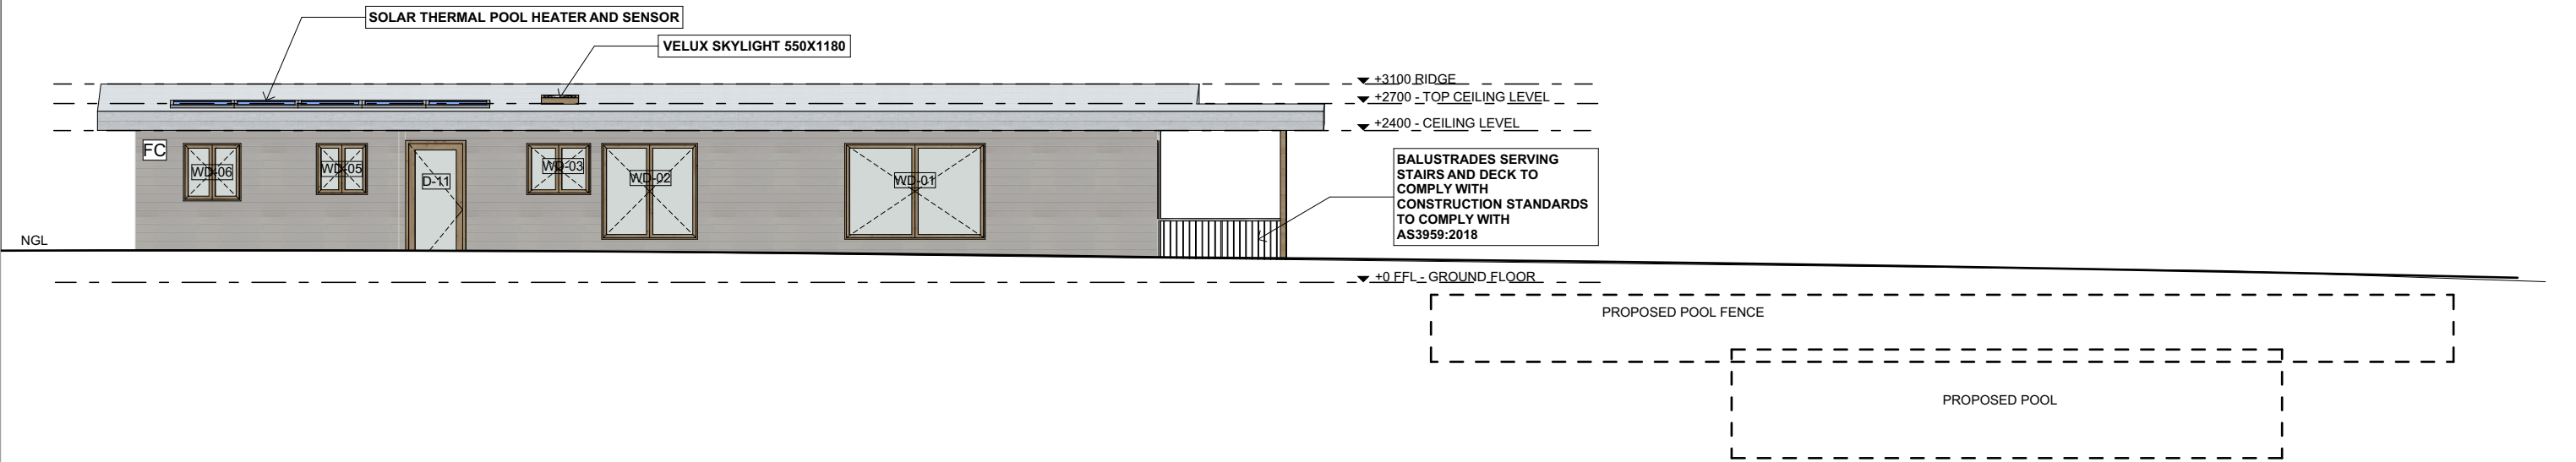 SOLAR THERMAL POOL HEATER AND SENSOR
VELUX SKYLIGHT 550X1180
+3100 RIDGE
+2700 - TOP CEILING LEVEL
+2400 - CEILING LEVEL
FC
WD-06
WD-05
D-11
WD-03
WD-02
WD-01
BALUSTRADES SERVING
STAIRS AND DECK TO
COMPLY WITH
CONSTRUCTION STANDARDS
TO COMPLY WITH
AS3959:2018
NGL
+0 FFL - GROUND FLOOR
PROPOSED POOL FENCE
PROPOSED POOL